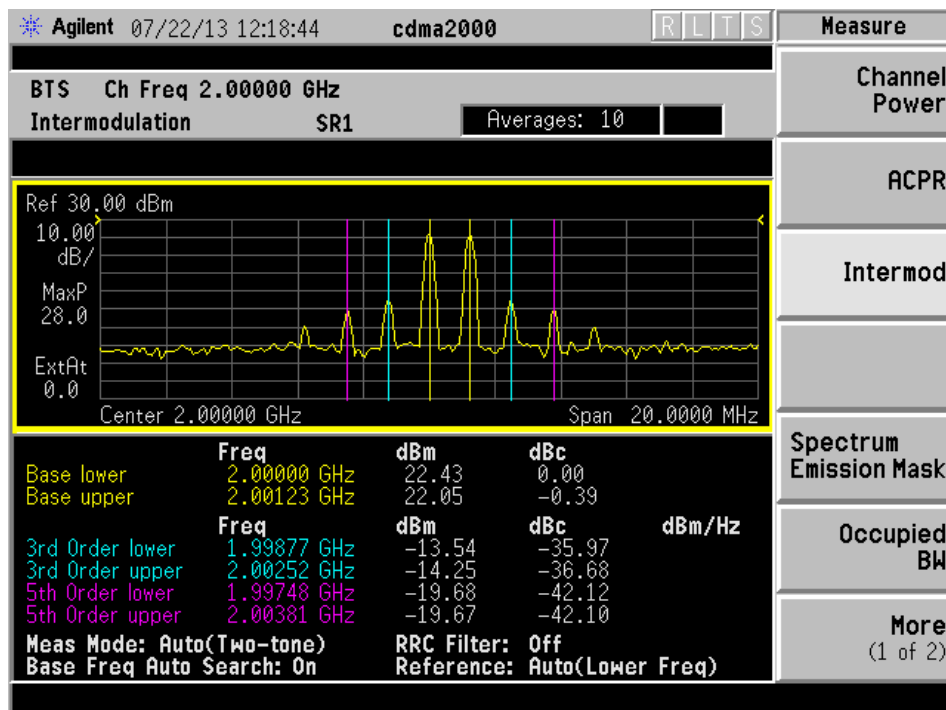 Agilent 07/22/13 12:18:44 cdma2000 R L T S Measure
BTS Ch Freq 2.00000 GHz
Intermodulation SR1 Averages: 10
Ref 30.00 dBm
10.00
dB/
MaxP
28.0
ExtAt
0.0
Center 2.00000 GHz Span 20.0000 MHz
Freq dBm dBc
Base lower 2.00000 GHz 22.43 0.00
Base upper 2.00123 GHz 22.05 -0.39
Freq dBm dBc dBm/Hz
3rd Order lower 1.99877 GHz -13.54 -35.97
3rd Order upper 2.00252 GHz -14.25 -36.68
5th Order lower 1.99748 GHz -19.68 -42.12
5th Order upper 2.00381 GHz -19.67 -42.10
Meas Mode: Auto(Two-tone) RRC Filter: Off
Base Freq Auto Search: On Reference: Auto(Lower Freq)
Channel
Power
ACPR
Intermod
Spectrum
Emission Mask
Occupied
BW
More
(1 of 2)